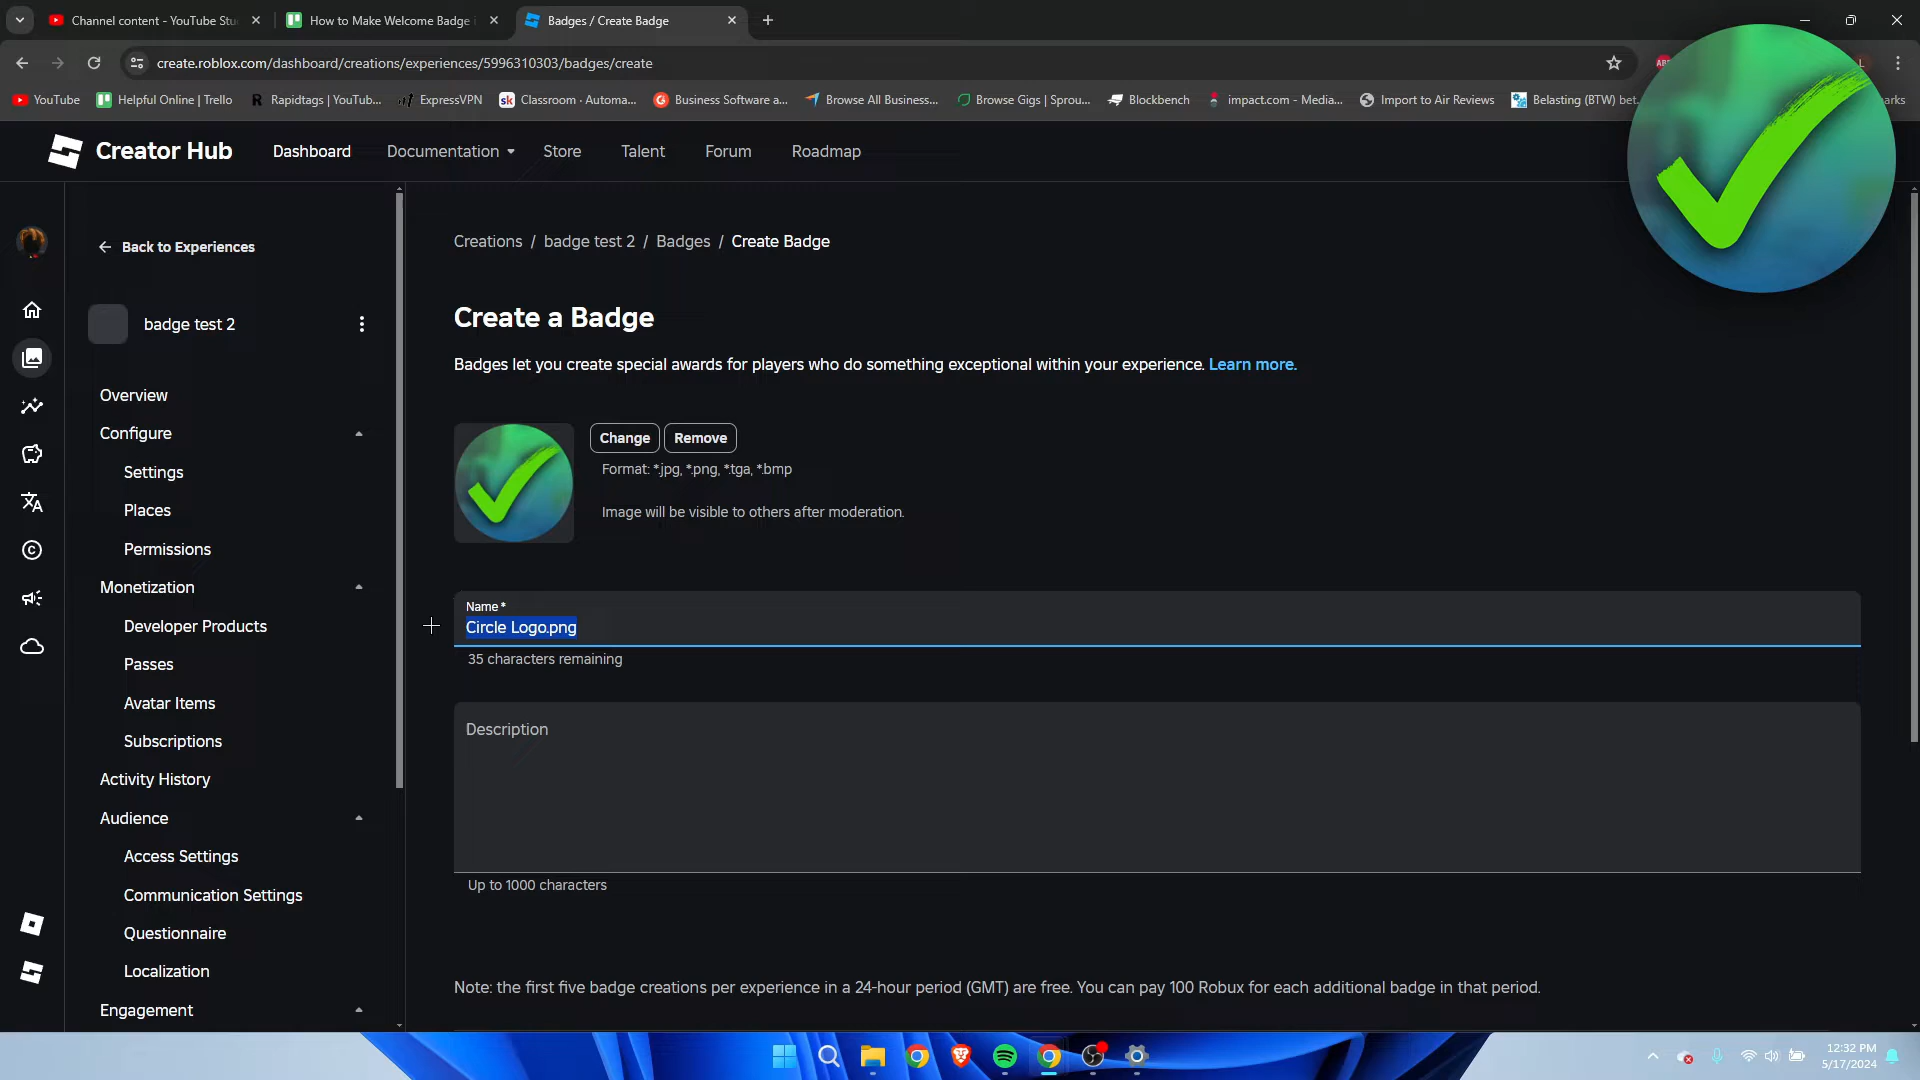 Channel content - YouTube Stu
How to Make Welcome Badge i
Badges / Create Badge
create.roblox.com/dashboard/creations/experiences/5996310303/badges/create
YouTube
Helpful Online | Trello
Rapidtags | YouTub...
ExpressVPN
Classroom - Automa...
Business Software a...
Browse All Business...
Browse Gigs | Sprou...
Blockbench
impact.com - Media...
Import to Air Reviews
Belasting (BTW) bet.
arks
Creator Hub
Dashboard
Documentation
Store
Talent
Forum
Roadmap
Back to Experiences
badge test 2
Overview
Configure
Settings
Places
Permissions
Monetization
Developer Products
Passes
Avatar Items
Subscriptions
Activity History
Audience
Access Settings
Communication Settings
Questionnaire
Localization
Engagement
Creations / badge test 2 / Badges / Create Badge
Create a Badge
Badges let you create special awards for players who do something exceptional within your experience. Learn more.
Change
Remove
Format: *.jpg, *.png, *.tga, *.bmp
Image will be visible to others after moderation.
Name *
Circle Logo.png
35 characters remaining
Description
Up to 1000 characters
Note: the first five badge creations per experience in a 24-hour period (GMT) are free. You can pay 100 Robux for each additional badge in that period.
12:32 PM
5/17/2024